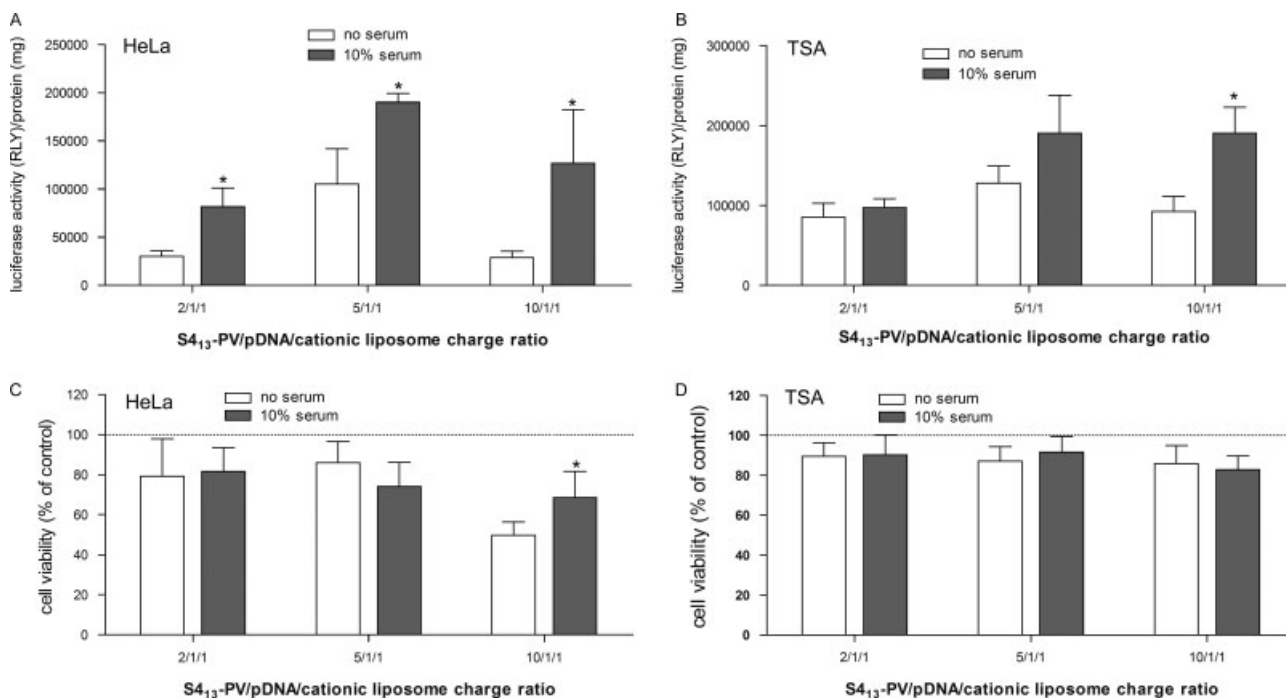 A
HeLa
no serum
10% serum
luciferase activity (RLY)/protein (mg)
250000
200000
150000
100000
50000
0
*
*
*
2/1/1
5/1/1
10/1/1
S4₁₃-PV/pDNA/cationic liposome charge ratio
B
TSA
no serum
10% serum
luciferase activity (RLY)/protein (mg)
300000
200000
100000
0
*
2/1/1
5/1/1
10/1/1
S4₁₃-PV/pDNA/cationic liposome charge ratio
C
HeLa
no serum
10% serum
cell viability (% of control)
120
100
80
60
40
20
0
*
2/1/1
5/1/1
10/1/1
S4₁₃-PV/pDNA/cationic liposome charge ratio
D
TSA
no serum
10% serum
cell viability (% of control)
120
100
80
60
40
20
0
2/1/1
5/1/1
10/1/1
S4₁₃-PV/pDNA/cationic liposome charge ratio